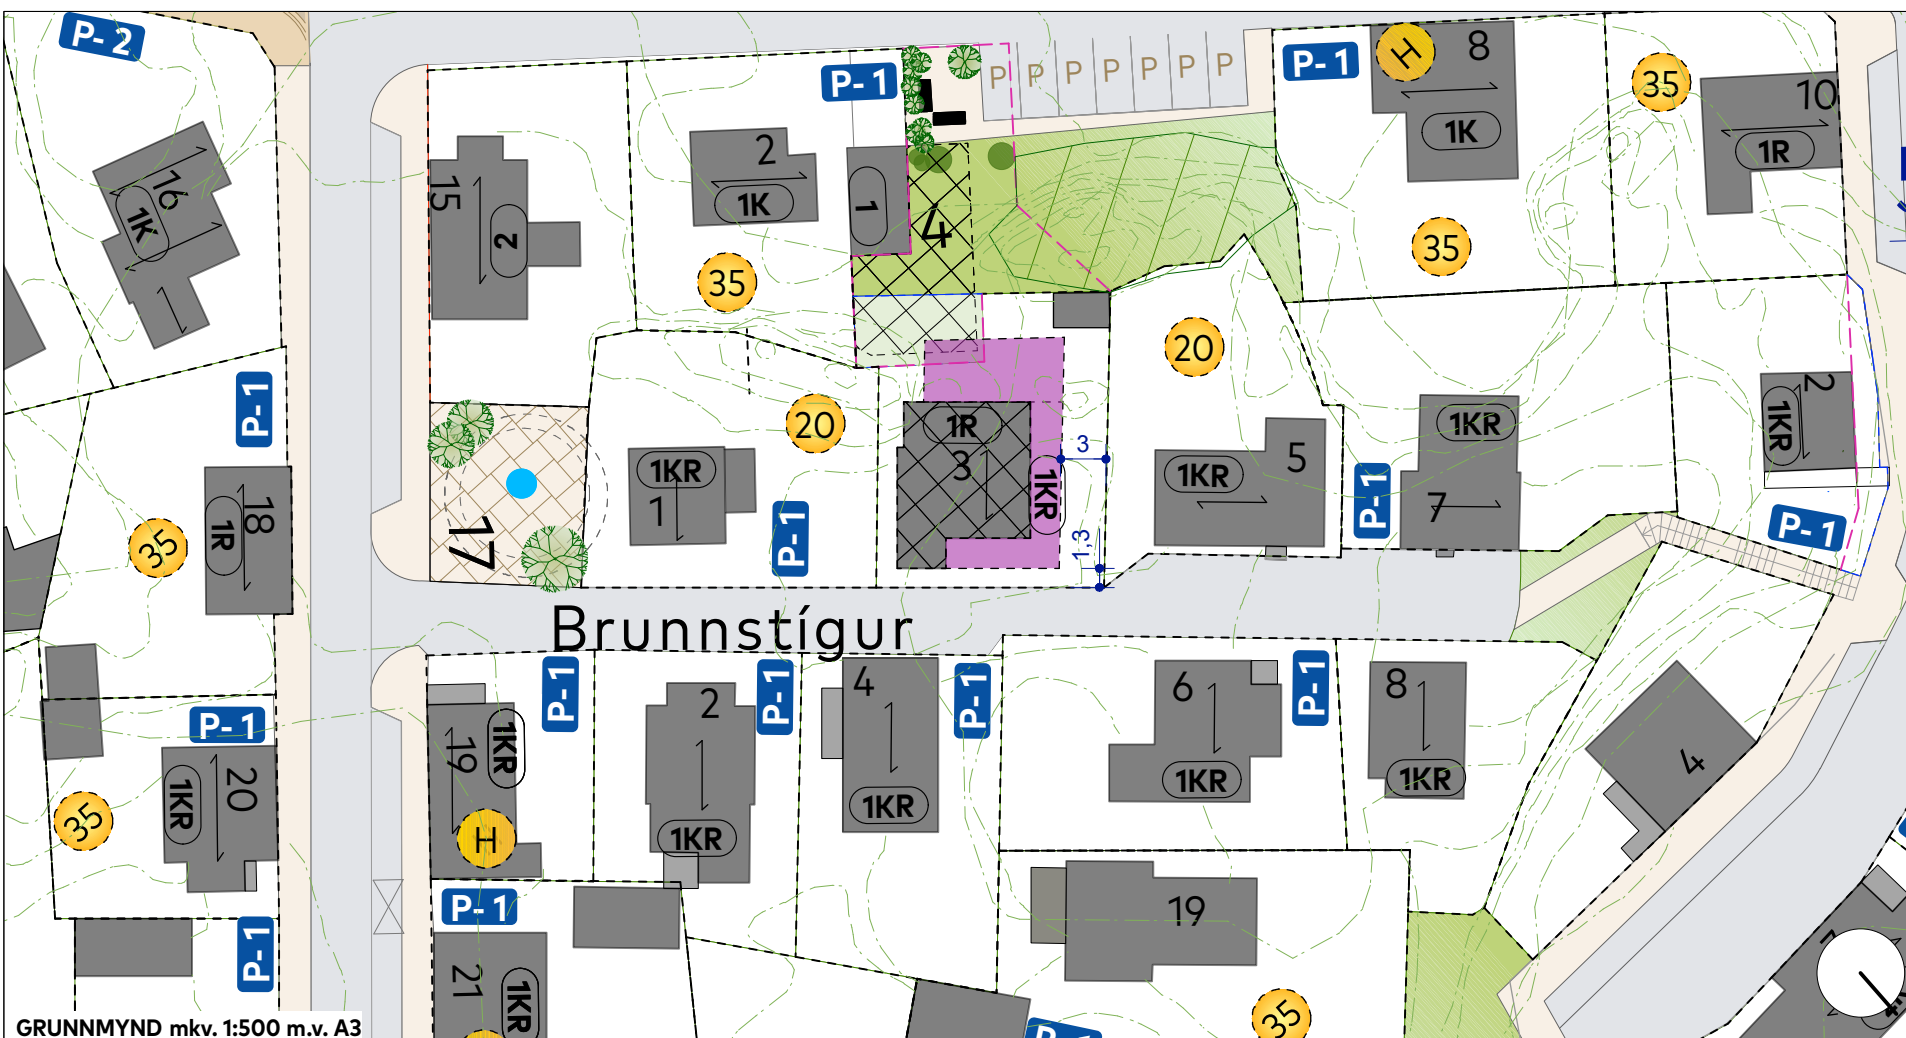 P- 2
P- 1
P P P P P P P
P- 1
H
8
35
10
1K
1R
16
1K
15
2
2
1K
1
4
35
35
20
P- 1
20
1R
3
3
1KR
1,3
1KR
5
P- 1
1KR
7
2
1KR
P- 1
35
18
1R
17
1KR
1
P- 1
Brunnstígur
P- 1
P- 1
P- 1
P- 1
P- 1
19
1KR
H
2
1KR
4
1KR
6
1KR
8
1KR
4
20
1KR
35
P- 1
P- 1
21
1KR
19
35
P- 1
7
GRUNNMYND mkv. 1:500 m.v. A3